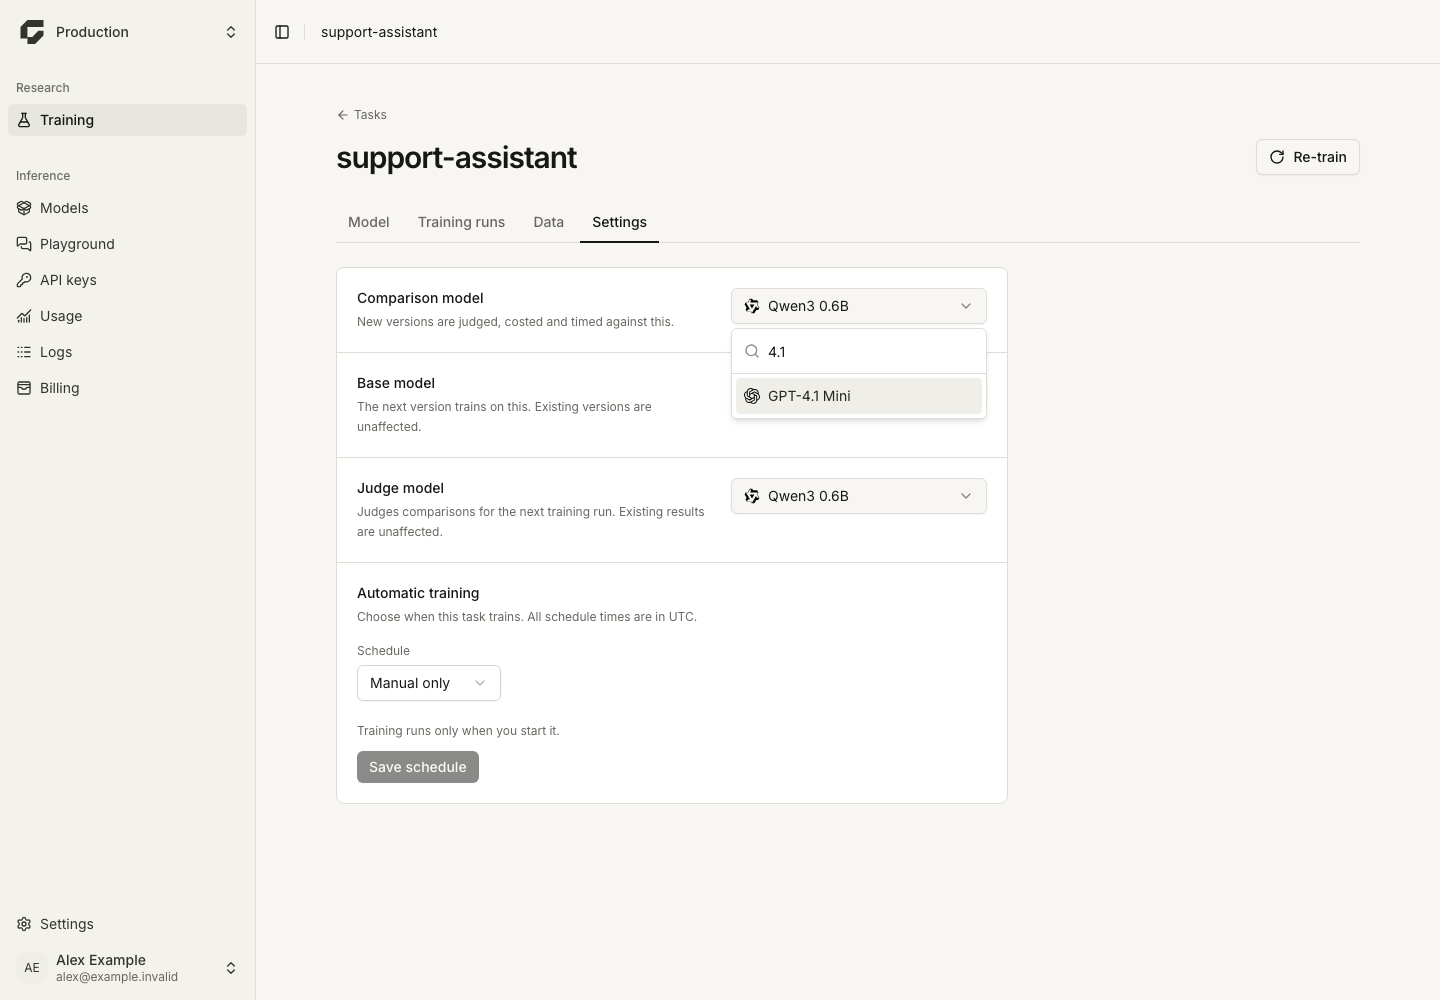 Production
Research
Training
Inference
Models
Playground
API keys
Usage
Logs
Billing
Settings
AE
Alex Example
alex@example.invalid
support-assistant
Tasks
support-assistant
Re-train
Model
Training runs
Data
Settings
Comparison model
New versions are judged, costed and timed against this.
Qwen3 0.6B
4.1
GPT-4.1 Mini
Base model
The next version trains on this. Existing versions are
unaffected.
Judge model
Judges comparisons for the next training run. Existing results
are unaffected.
Qwen3 0.6B
Automatic training
Choose when this task trains. All schedule times are in UTC.
Schedule
Manual only
Training runs only when you start it.
Save schedule